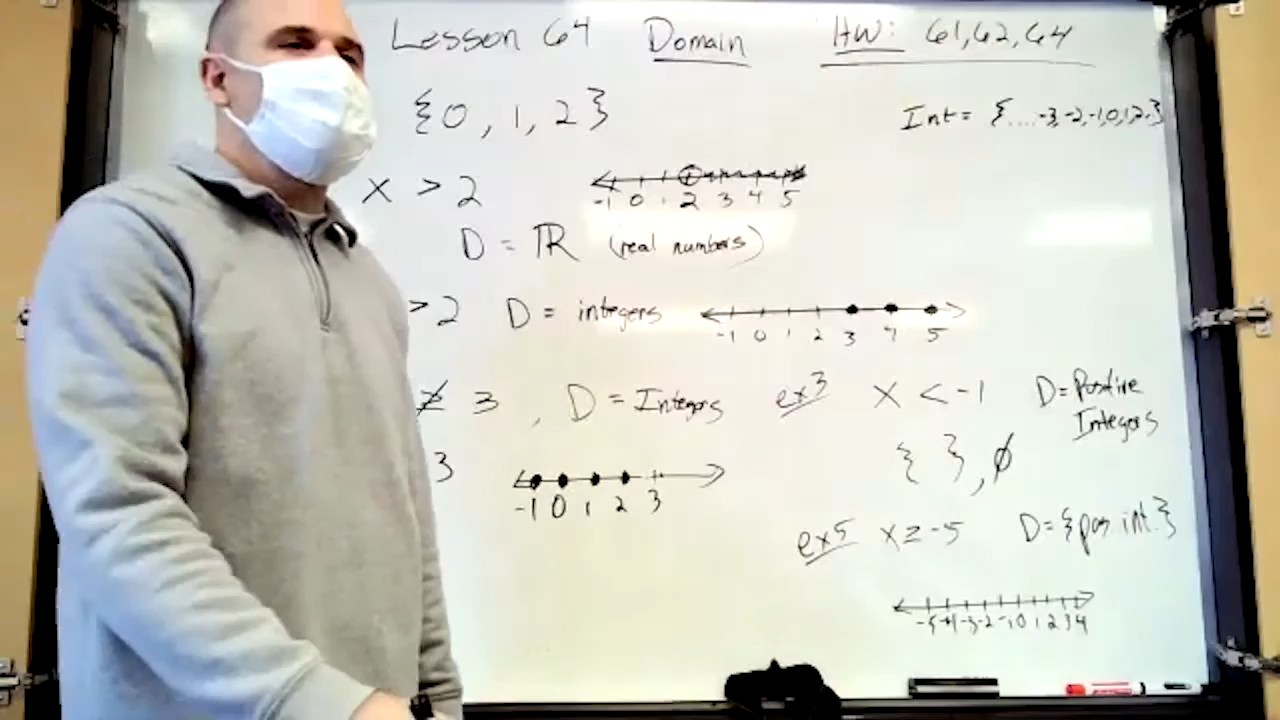 Lesson 64 Domain HW: 61,62,64
{0, 1, 2}
Int = {....-3,-2,-1,0,1,2,}
x > 2
-1 0 1 2 3 4 5
D = ℝ (real numbers)
> 2 D = integers
-1 0 1 2 3 4 5
≠ 3, D = Integers
ex3 x < -1 D = Positive Integers
{ }, ∅
3
-1 0 1 2 3
ex5 x ≥ -5 D = {pos int.}
-5 -4 -3 -2 -1 0 1 2 3 4